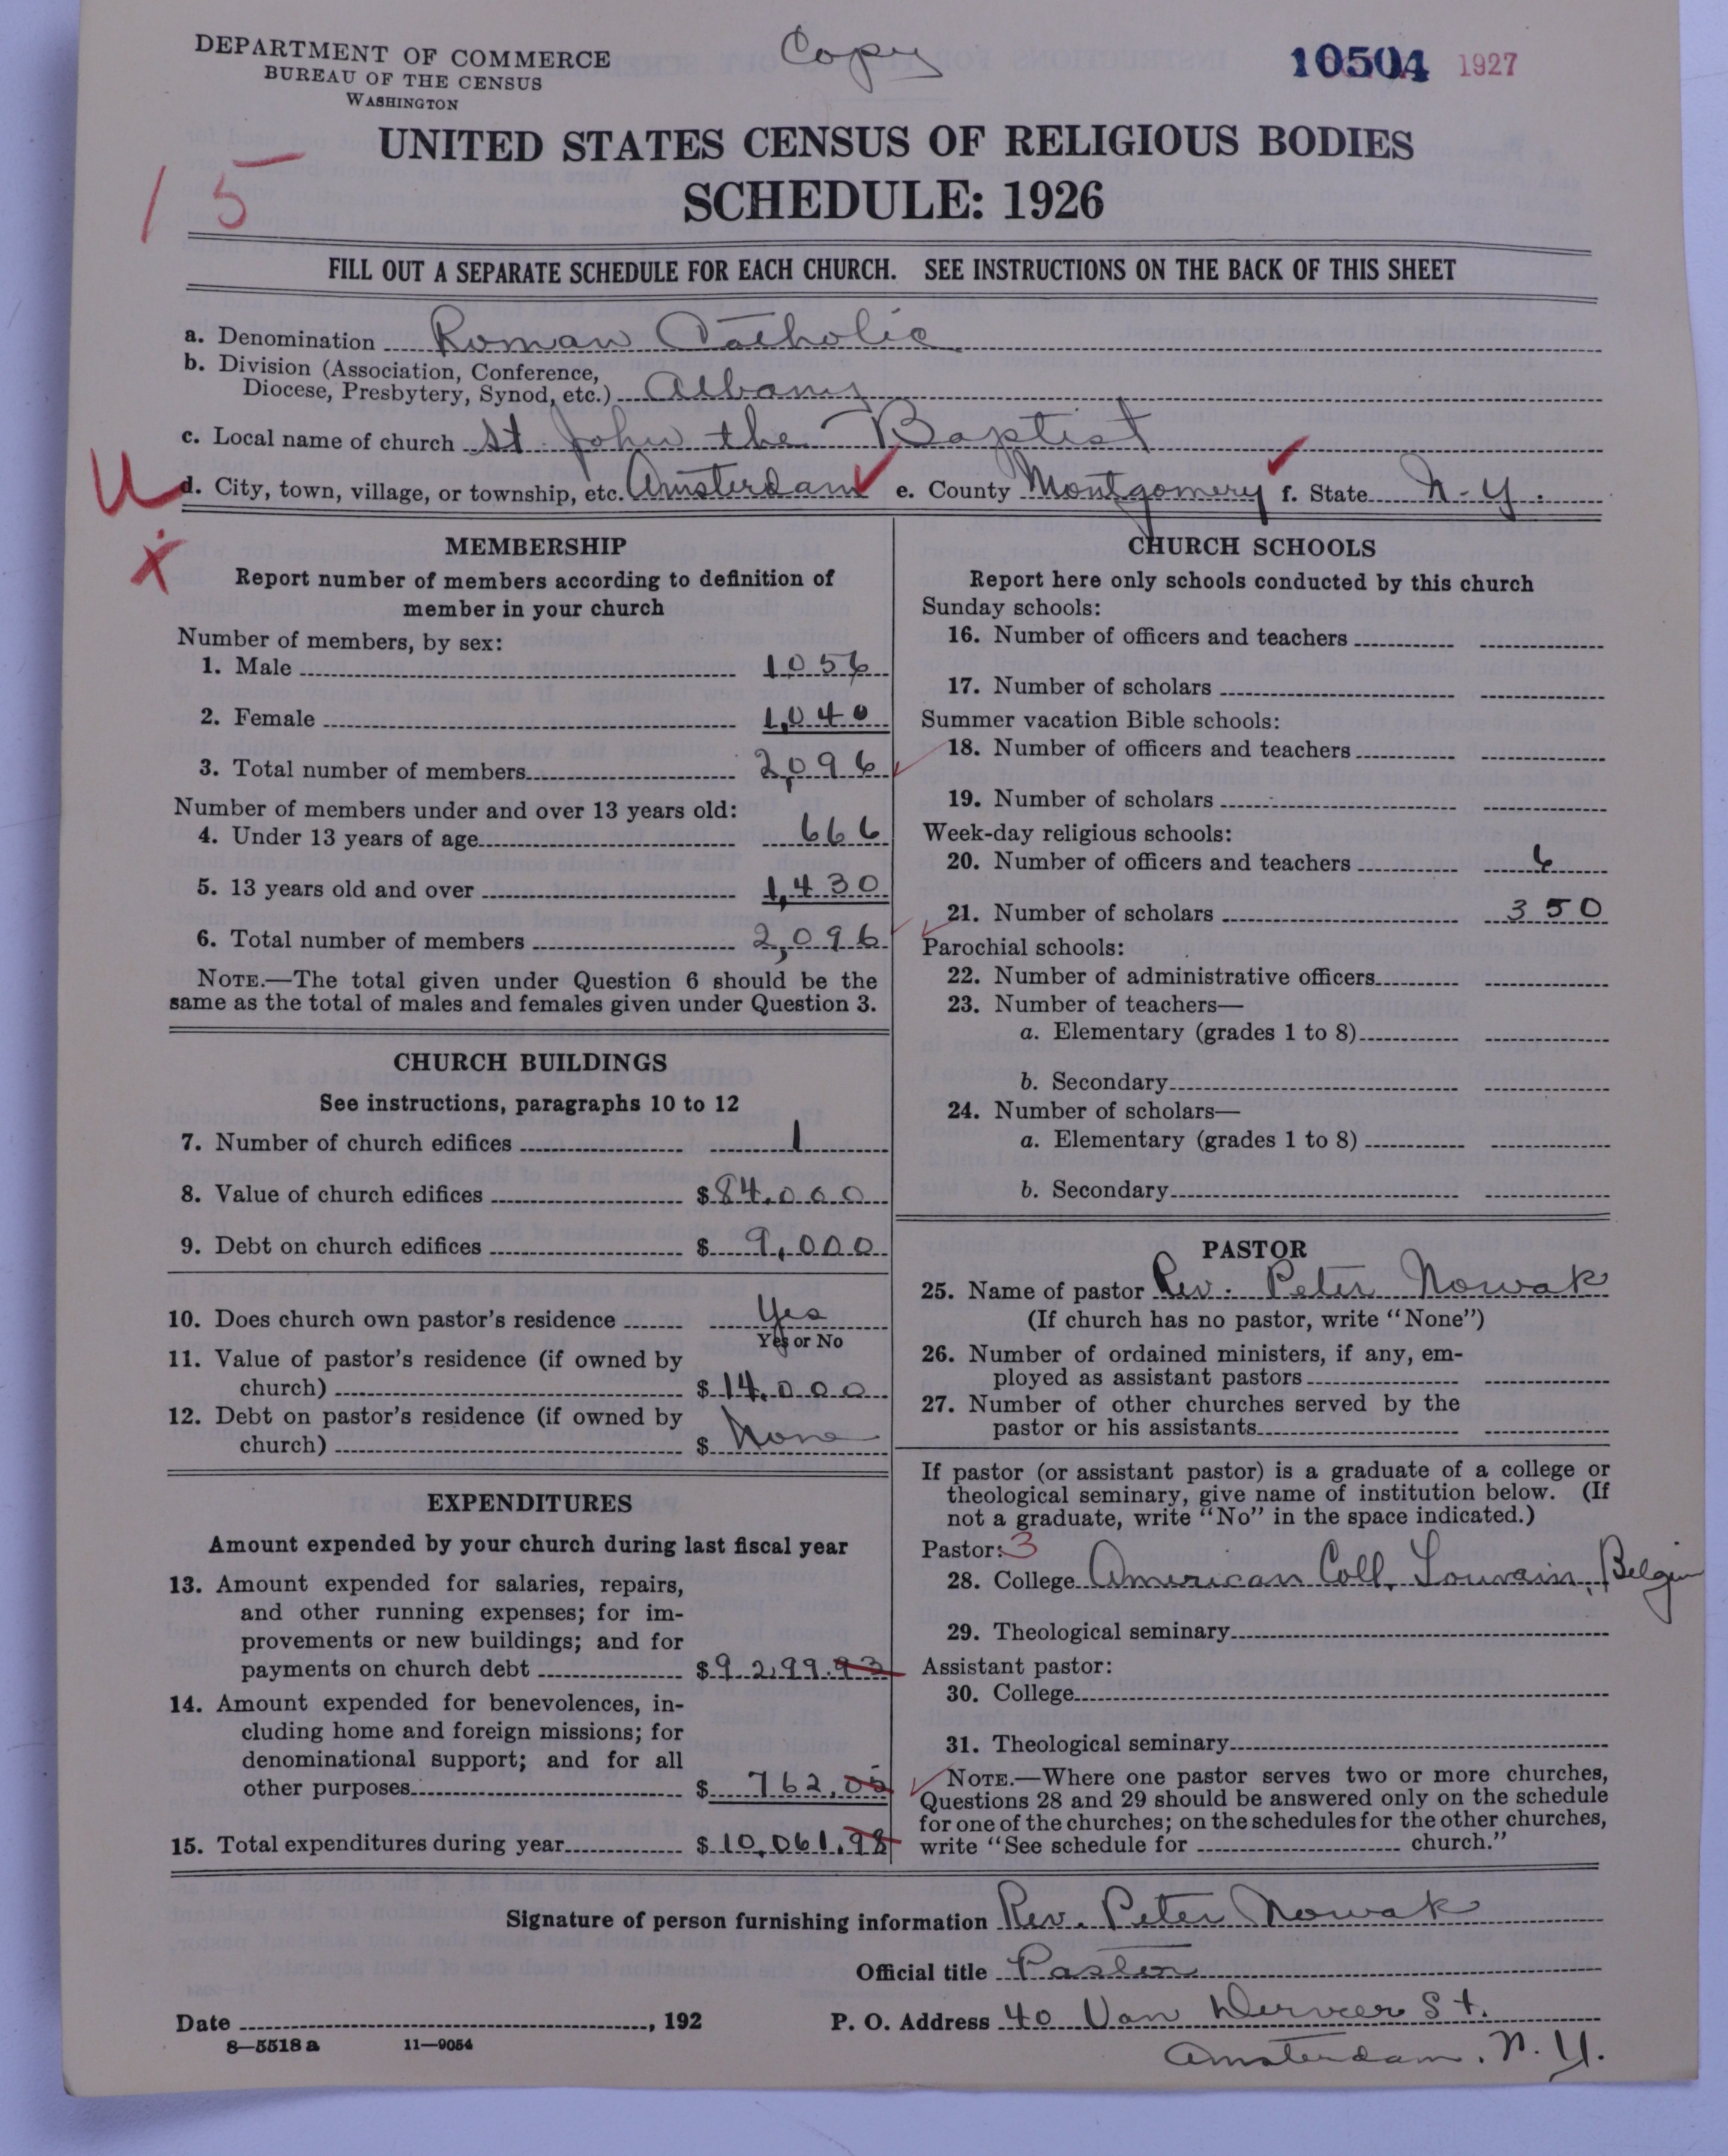 DEPARTMENT OF COMMERCE
BUREAU OF THE CENSUS
WASHINGTON
Copy
10504 1927
UNITED STATES CENSUS OF RELIGIOUS BODIES
SCHEDULE: 1926
15
FILL OUT A SEPARATE SCHEDULE FOR EACH CHURCH. SEE INSTRUCTIONS ON THE BACK OF THIS SHEET
a. Denomination Roman Catholic
b. Division (Association, Conference,
Diocese, Presbytery, Synod, etc.) Albany
c. Local name of church St. John the Baptist
U
d. City, town, village, or township, etc. Amsterdam e. County Montgomery f. State N.Y.
X
MEMBERSHIP
Report number of members according to definition of
member in your church
Number of members, by sex:
1. Male 1056
2. Female 1,040
3. Total number of members 2,096
Number of members under and over 13 years old:
4. Under 13 years of age 666
5. 13 years old and over 1,430
6. Total number of members 2,096
NOTE.—The total given under Question 6 should be the
same as the total of males and females given under Question 3.
CHURCH BUILDINGS
See instructions, paragraphs 10 to 12
7. Number of church edifices 1
8. Value of church edifices $84,000
9. Debt on church edifices $9,000
10. Does church own pastor's residence Yes
Yes or No
11. Value of pastor's residence (if owned by
church) $14,000
12. Debt on pastor's residence (if owned by
church) $None
EXPENDITURES
Amount expended by your church during last fiscal year
13. Amount expended for salaries, repairs,
and other running expenses; for im-
provements or new buildings; and for
payments on church debt $9,299.93
14. Amount expended for benevolences, in-
cluding home and foreign missions; for
denominational support; and for all
other purposes $762.05
15. Total expenditures during year $10,061.98
CHURCH SCHOOLS
Report here only schools conducted by this church
Sunday schools:
16. Number of officers and teachers
17. Number of scholars
Summer vacation Bible schools:
18. Number of officers and teachers
19. Number of scholars
Week-day religious schools:
20. Number of officers and teachers 6
21. Number of scholars 350
Parochial schools:
22. Number of administrative officers
23. Number of teachers—
a. Elementary (grades 1 to 8)
b. Secondary
24. Number of scholars—
a. Elementary (grades 1 to 8)
b. Secondary
PASTOR
25. Name of pastor Rev. Peter Nowak
(If church has no pastor, write "None")
26. Number of ordained ministers, if any, em-
ployed as assistant pastors
27. Number of other churches served by the
pastor or his assistants
If pastor (or assistant pastor) is a graduate of a college or
theological seminary, give name of institution below. (If
not a graduate, write "No" in the space indicated.)
Pastor: 3
28. College American Coll. Louvain, Belgium
29. Theological seminary
Assistant pastor:
30. College
31. Theological seminary
NOTE.—Where one pastor serves two or more churches,
Questions 28 and 29 should be answered only on the schedule
for one of the churches; on the schedules for the other churches,
write "See schedule for church."
Signature of person furnishing information Rev. Peter Nowak
Official title Pastor
Date , 192
P. O. Address 40 Van Derveer St.
8—5518 a 11—9054
Amsterdam, N.Y.